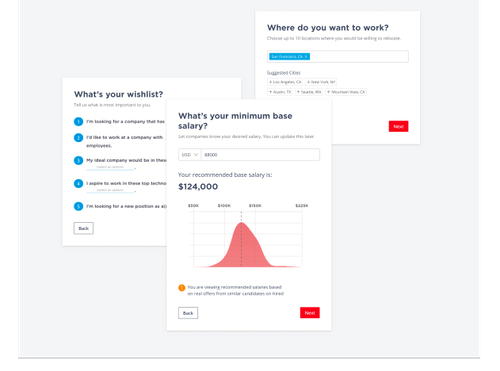 Where do you want to work?
Choose up to 10 locations where you would be willing to relocate.
San Francisco, CA ×
Suggested Cities
+ Los Angeles, CA + New York, NY
+ Austin, TX + Seattle, WA + Mountain View, CA
Next
What's your wishlist?
Tell us what is most important to you.
1 I'm looking for a company that has
2 I'd like to work at a company with
employees.
3 My ideal company would be in these
select an option
4 I aspire to work in these top techno
select an option
5 I'm looking for a new position as a(n
Back
What's your minimum base
salary?
Let companies know your desired salary. You can update this later.
USD
Your recommended base salary is:
$124,000
$50K $100K $150K $225K
! You are viewing recommended salaries based
on real offers from similar candidates on hired
Back
Next